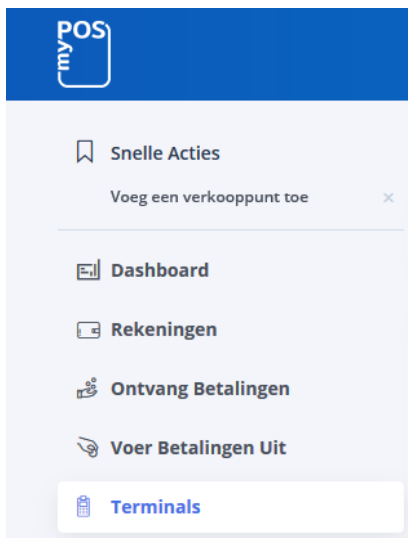 myPOS
Snelle Acties
Voeg een verkooppunt toe
Dashboard
Rekeningen
Ontvang Betalingen
Voer Betalingen Uit
Terminals